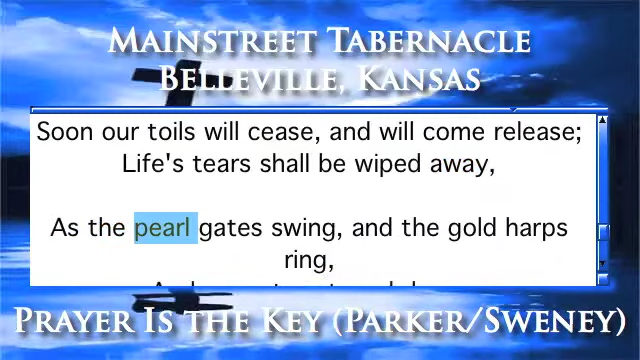 Mainstreet Tabernacle
Belleville, Kansas
Soon our toils will cease, and will come release;
Life's tears shall be wiped away,
As the pearl gates swing, and the gold harps
ring,
Prayer Is the Key (Parker/Sweney)